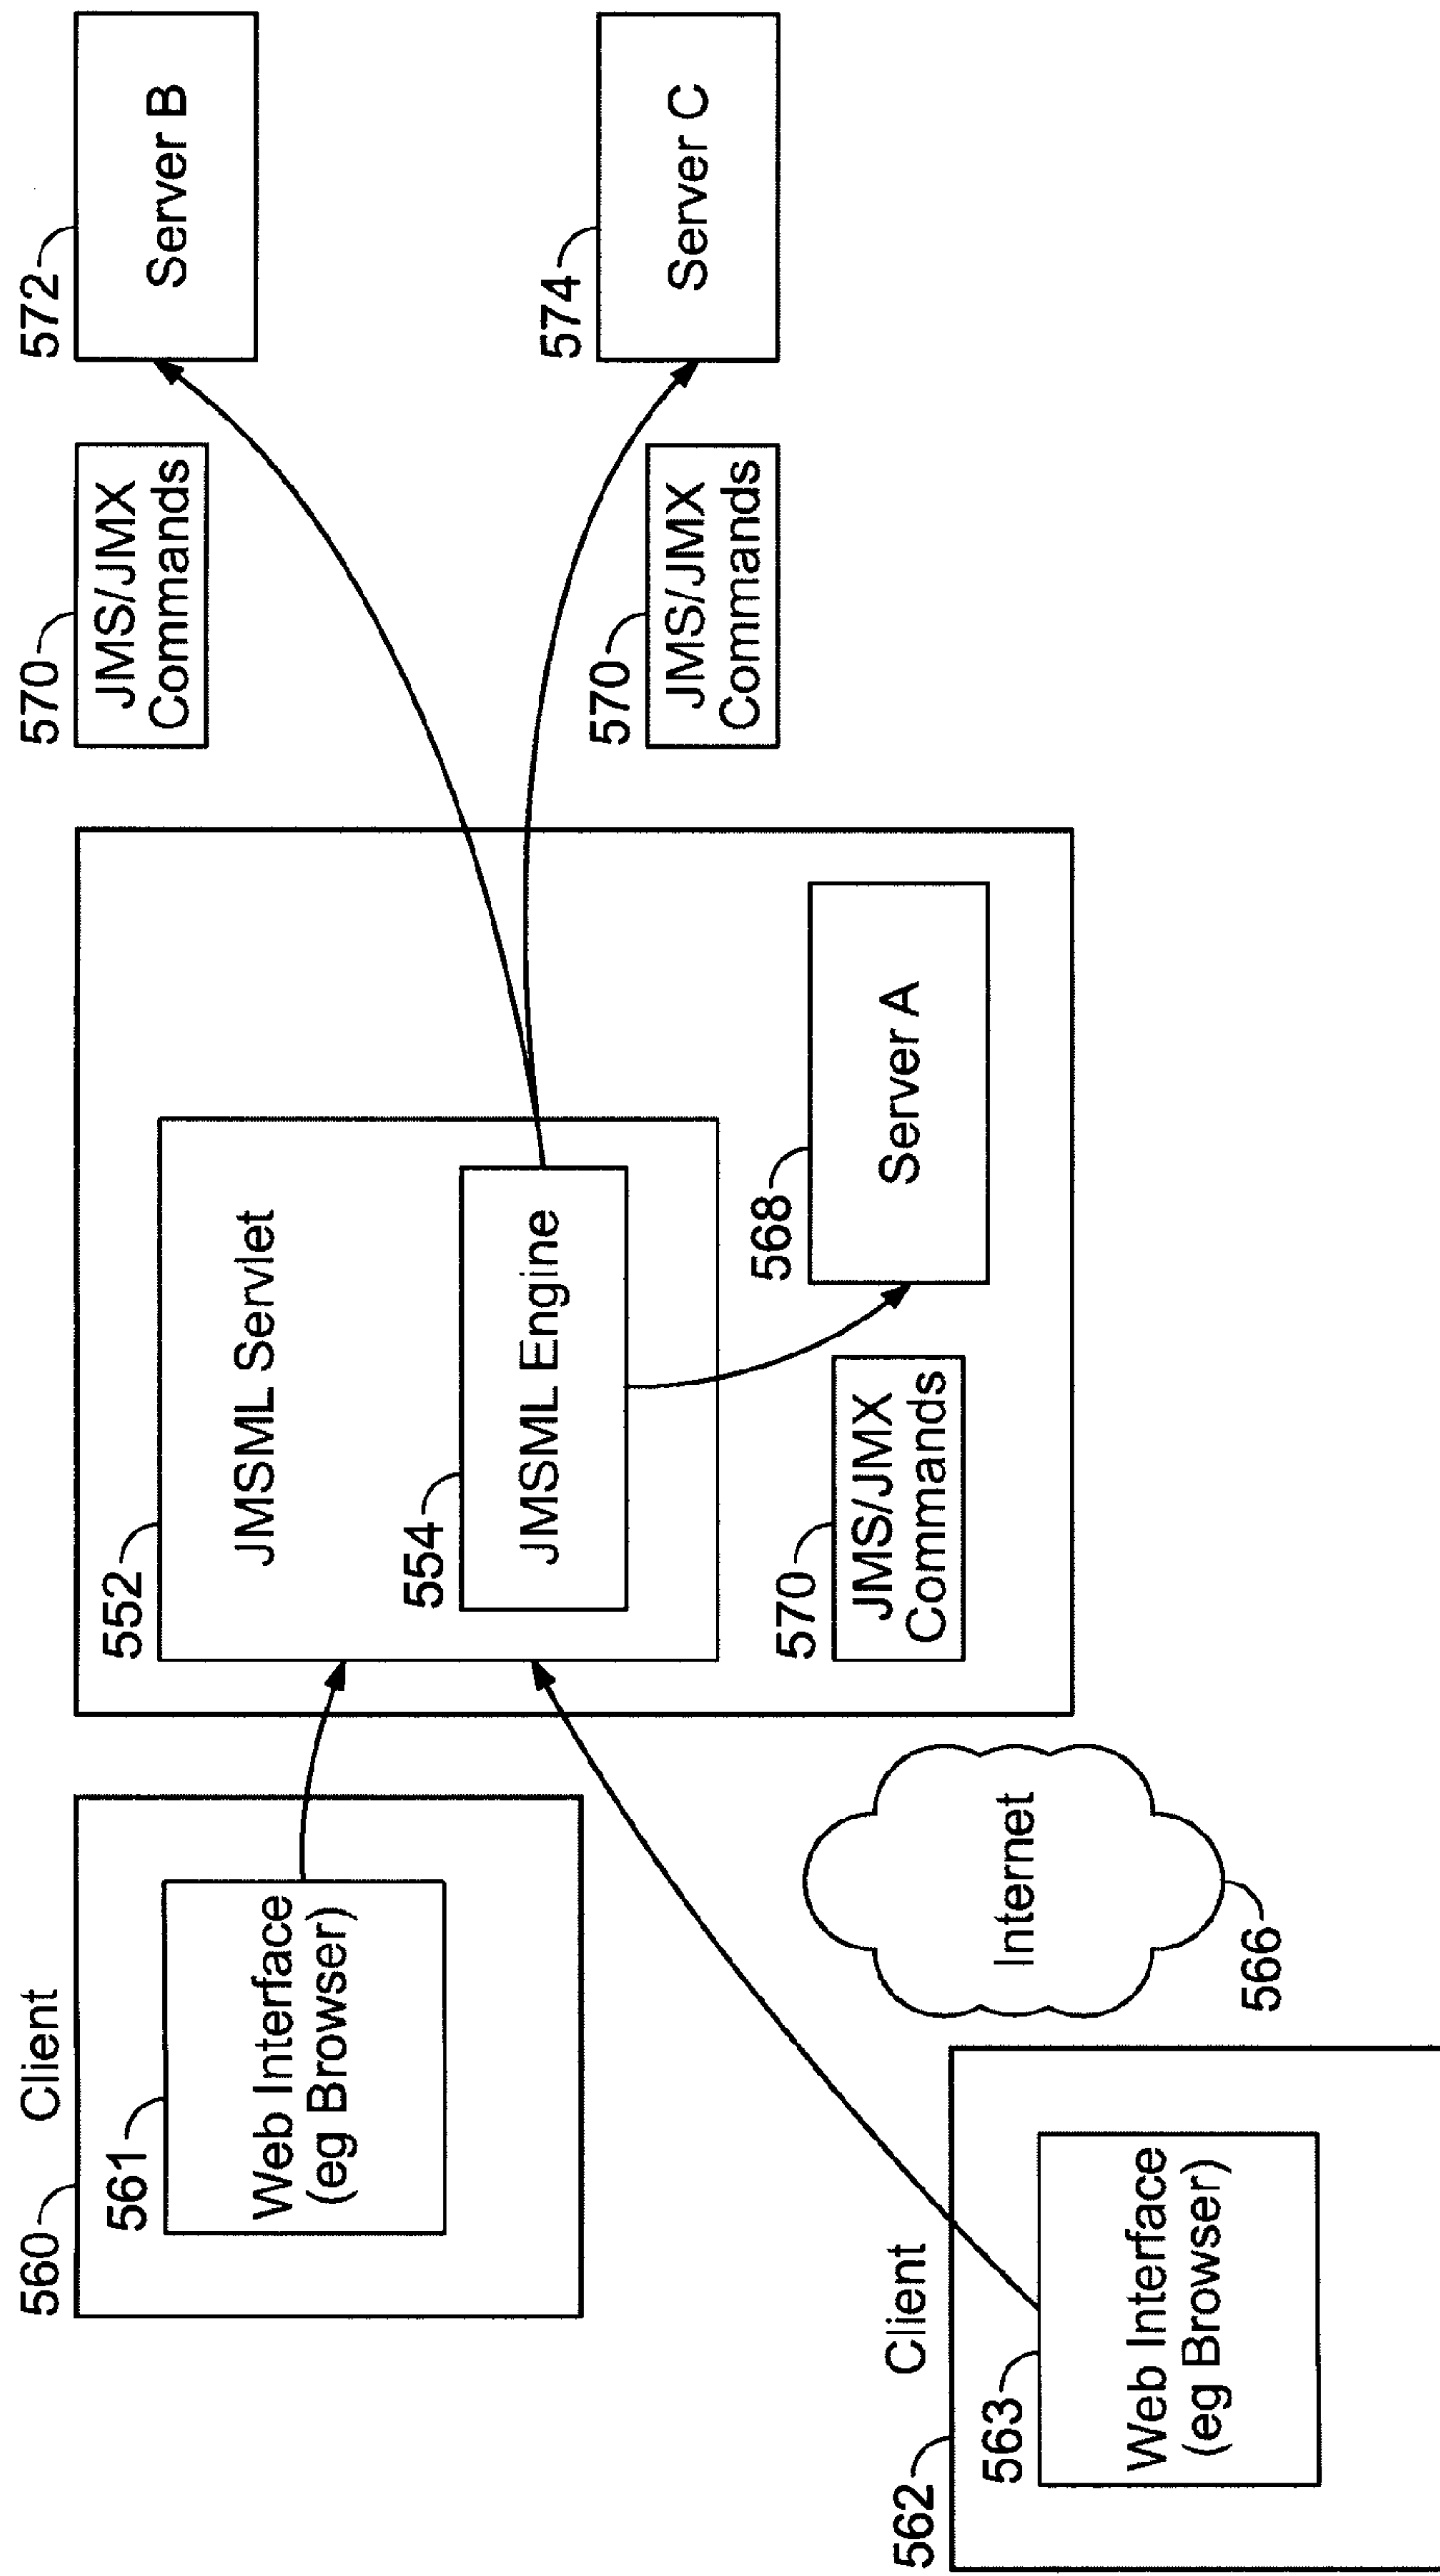 560
Client
561
Web Interface
(eg Browser)
562
Client
563
Web Interface
(eg Browser)
Internet
566
552
JMSML Servlet
554
JMSML Engine
570
JMS/JMX
Commands
568
Server A
570
JMS/JMX
Commands
572
Server B
570
JMS/JMX
Commands
574
Server C